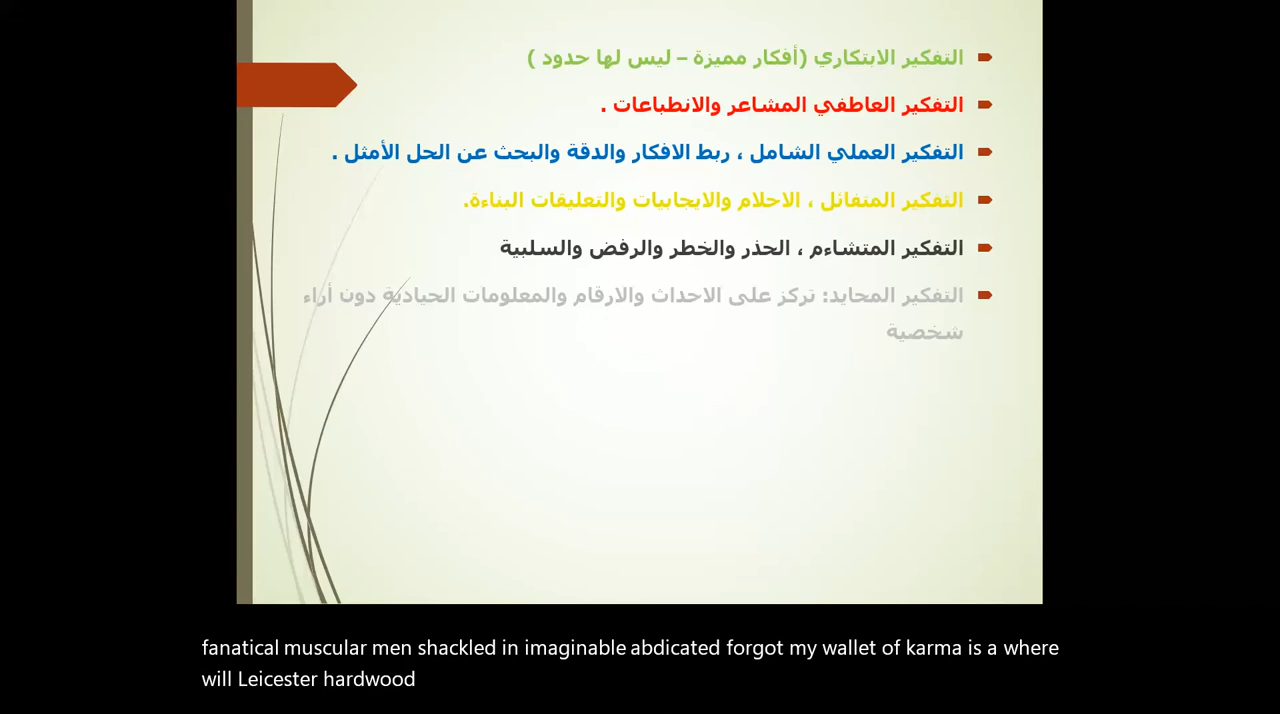 التفكير الابتكاري (أفكار مميزة – ليس لها حدود )
التفكير العاطفي المشاعر والانطباعات .
التفكير العملي الشامل ، ربط الافكار والدقة والبحث عن الحل الأمثل .
التفكير المتفائل ، الاحلام والايجابيات والتعليقات البناءة.
التفكير المتشاءم ، الحذر والخطر والرفض والسلبية
التفكير المحايد: تركز على الاحداث والارقام والمعلومات الحيادية دون أراء
شخصية
fanatical muscular men shackled in imaginable abdicated forgot my wallet of karma is a where
will Leicester hardwood